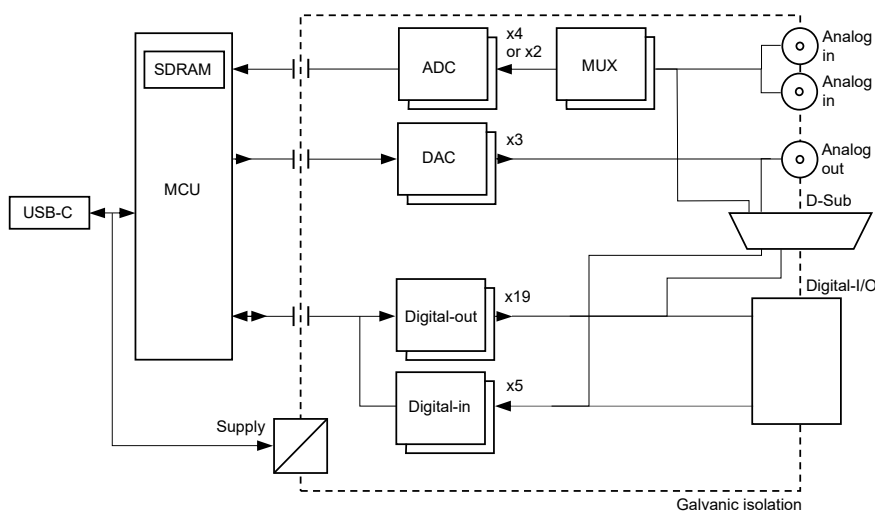 x4
or x2
Analog
in
SDRAM
ADC
MUX
Analog
in
x3
DAC
Analog
out
MCU
D-Sub
USB-C
Digital-I/O
x19
Digital-out
x5
Digital-in
Supply
Galvanic isolation